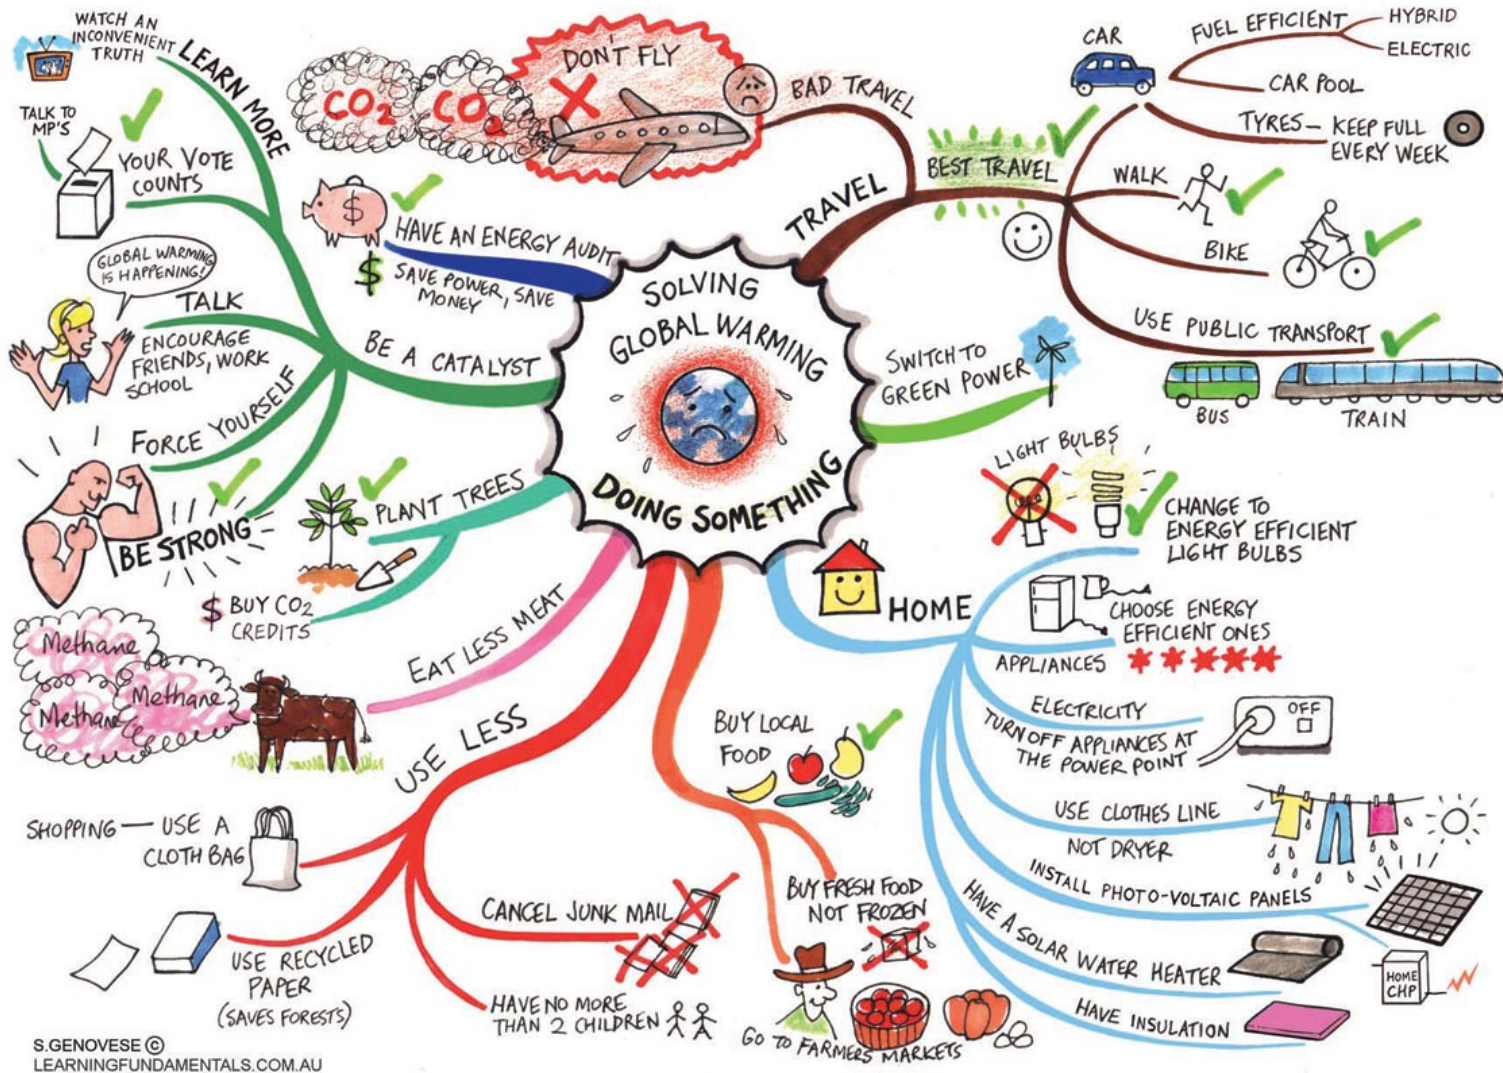 SOLVING
GLOBAL WARMING
DOING SOMETHING
TRAVEL
BAD TRAVEL
DON'T FLY
CO2
CO2
BEST TRAVEL
CAR
FUEL EFFICIENT
HYBRID
ELECTRIC
CAR POOL
TYRES – KEEP FULL
EVERY WEEK
WALK
BIKE
USE PUBLIC TRANSPORT
BUS
TRAIN
SWITCH TO
GREEN POWER
HOME
LIGHT BULBS
CHANGE TO
ENERGY EFFICIENT
LIGHT BULBS
CHOOSE ENERGY
EFFICIENT ONES
APPLIANCES
ELECTRICITY
OFF
TURN OFF APPLIANCES AT
THE POWER POINT
USE CLOTHES LINE
NOT DRYER
INSTALL PHOTO-VOLTAIC PANELS
HOME
CHP
HAVE A SOLAR WATER HEATER
HAVE INSULATION
BUY LOCAL
FOOD
BUY FRESH FOOD
NOT FROZEN
GO TO FARMERS MARKETS
USE LESS
SHOPPING — USE A
CLOTH BAG
USE RECYCLED
PAPER
(SAVES FORESTS)
CANCEL JUNK MAIL
HAVE NO MORE
THAN 2 CHILDREN
EAT LESS MEAT
Methane
Methane
Methane
PLANT TREES
$ BUY CO2
CREDITS
BE A CATALYST
LEARN MORE
WATCH AN
INCONVENIENT
TRUTH
TALK TO
MP'S
YOUR VOTE
COUNTS
GLOBAL WARMING
IS HAPPENING!
TALK
ENCOURAGE
FRIENDS, WORK
SCHOOL
FORCE YOURSELF
BE STRONG
$
HAVE AN ENERGY AUDIT
$ SAVE POWER, SAVE
MONEY
S.GENOVESE ©
LEARNINGFUNDAMENTALS.COM.AU